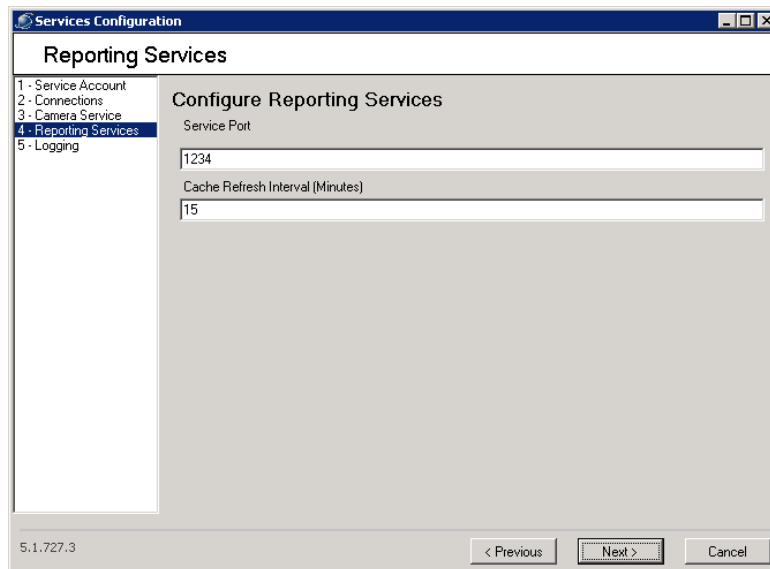 Services Configuration
Reporting Services
1 - Service Account
2 - Connections
3 - Camera Service
4 - Reporting Services
5 - Logging
Configure Reporting Services
Service Port
1234
Cache Refresh Interval (Minutes)
15
5.1.727.3
< Previous
Next >
Cancel